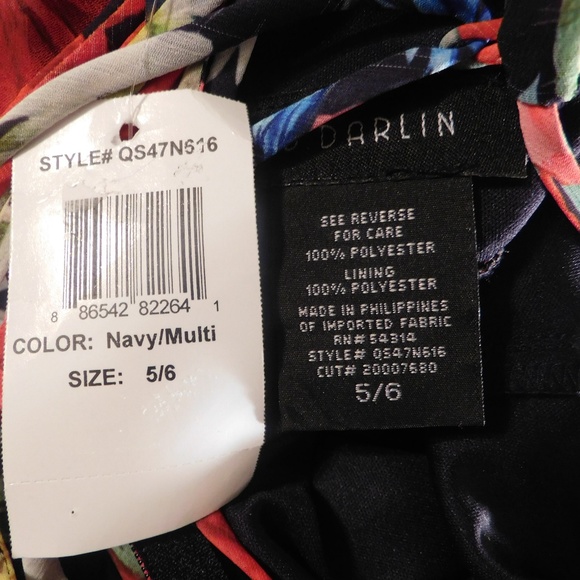 STYLE# QS47N616
8 86542 82264 1
COLOR: Navy/Multi
SIZE: 5/6
DARLIN
SEE REVERSE
FOR CARE
100% POLYESTER
LINING
100% POLYESTER
MADE IN PHILIPPINES
OF IMPORTED FABRIC
RN# 54314
STYLE# QS47N616
CUT# 20007680
5/6